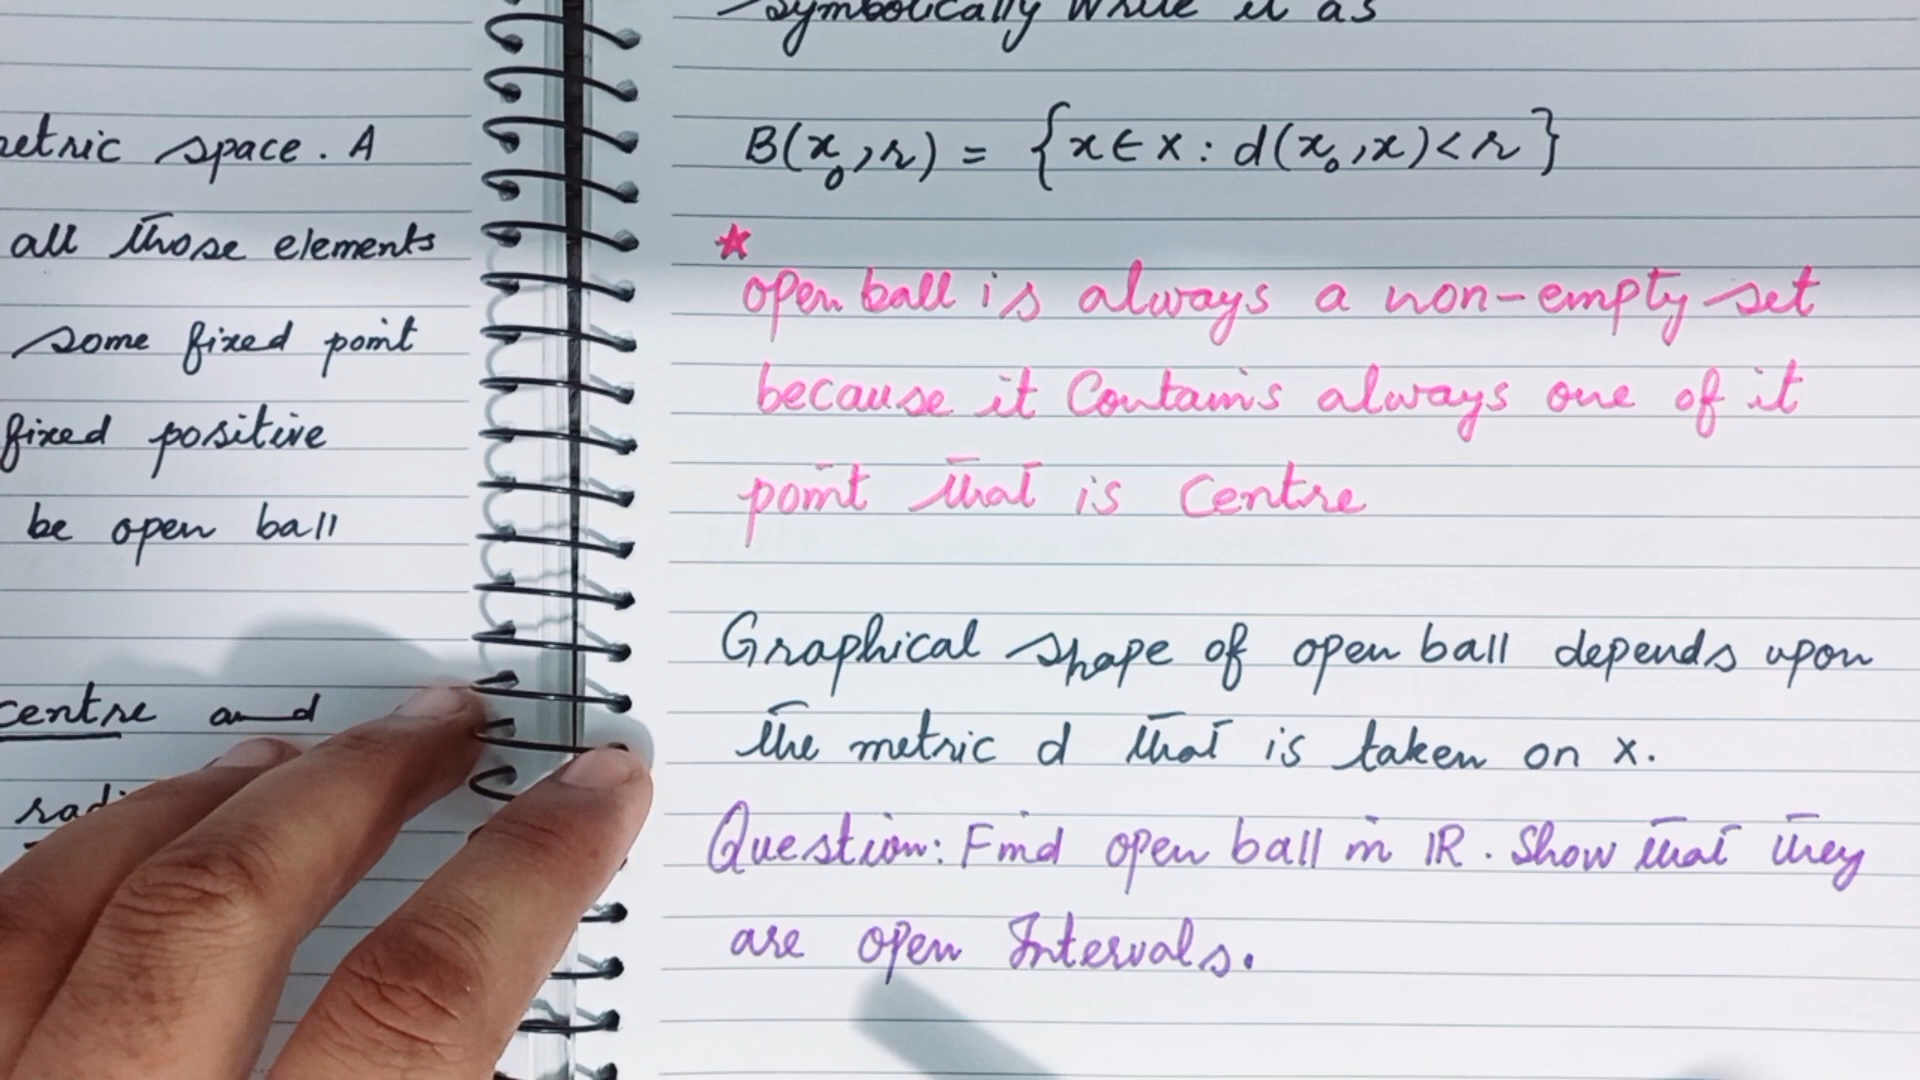 metric space. A
all those elements
some fixed point
fixed positive
be open ball
centre and
symbolically write it as
B(x₀,r) = {x∈X : d(x₀,x)<r}
★
open ball is always a non-empty set
because it Contains always one of it
point that is Centre
Graphical shape of open ball depends upon
the metric d that is taken on X.
Question: Find open ball in IR. Show that they
are open Intervals.